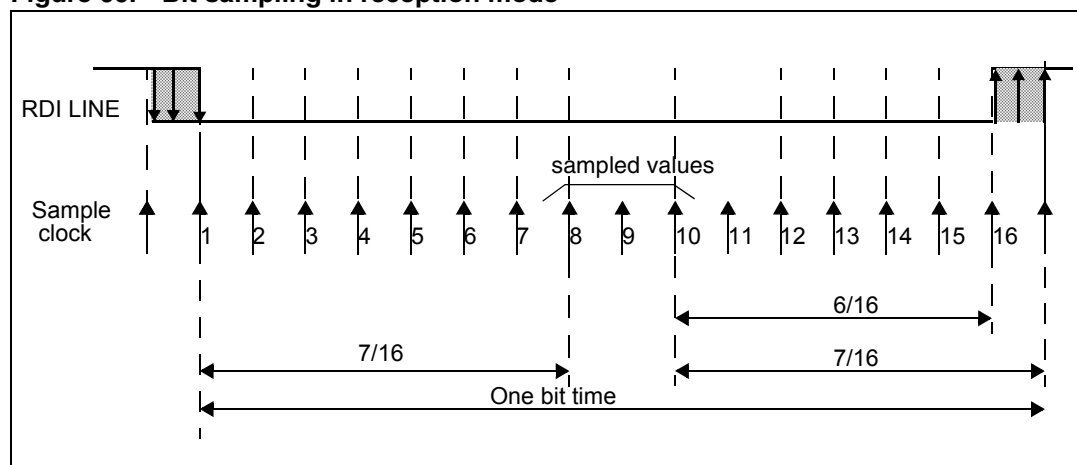 RDI LINE
sampled values
Sample
clock
1 2 3 4 5 6 7 8 9 10 11 12 13 14 15 16
6/16
7/16 7/16
One bit time